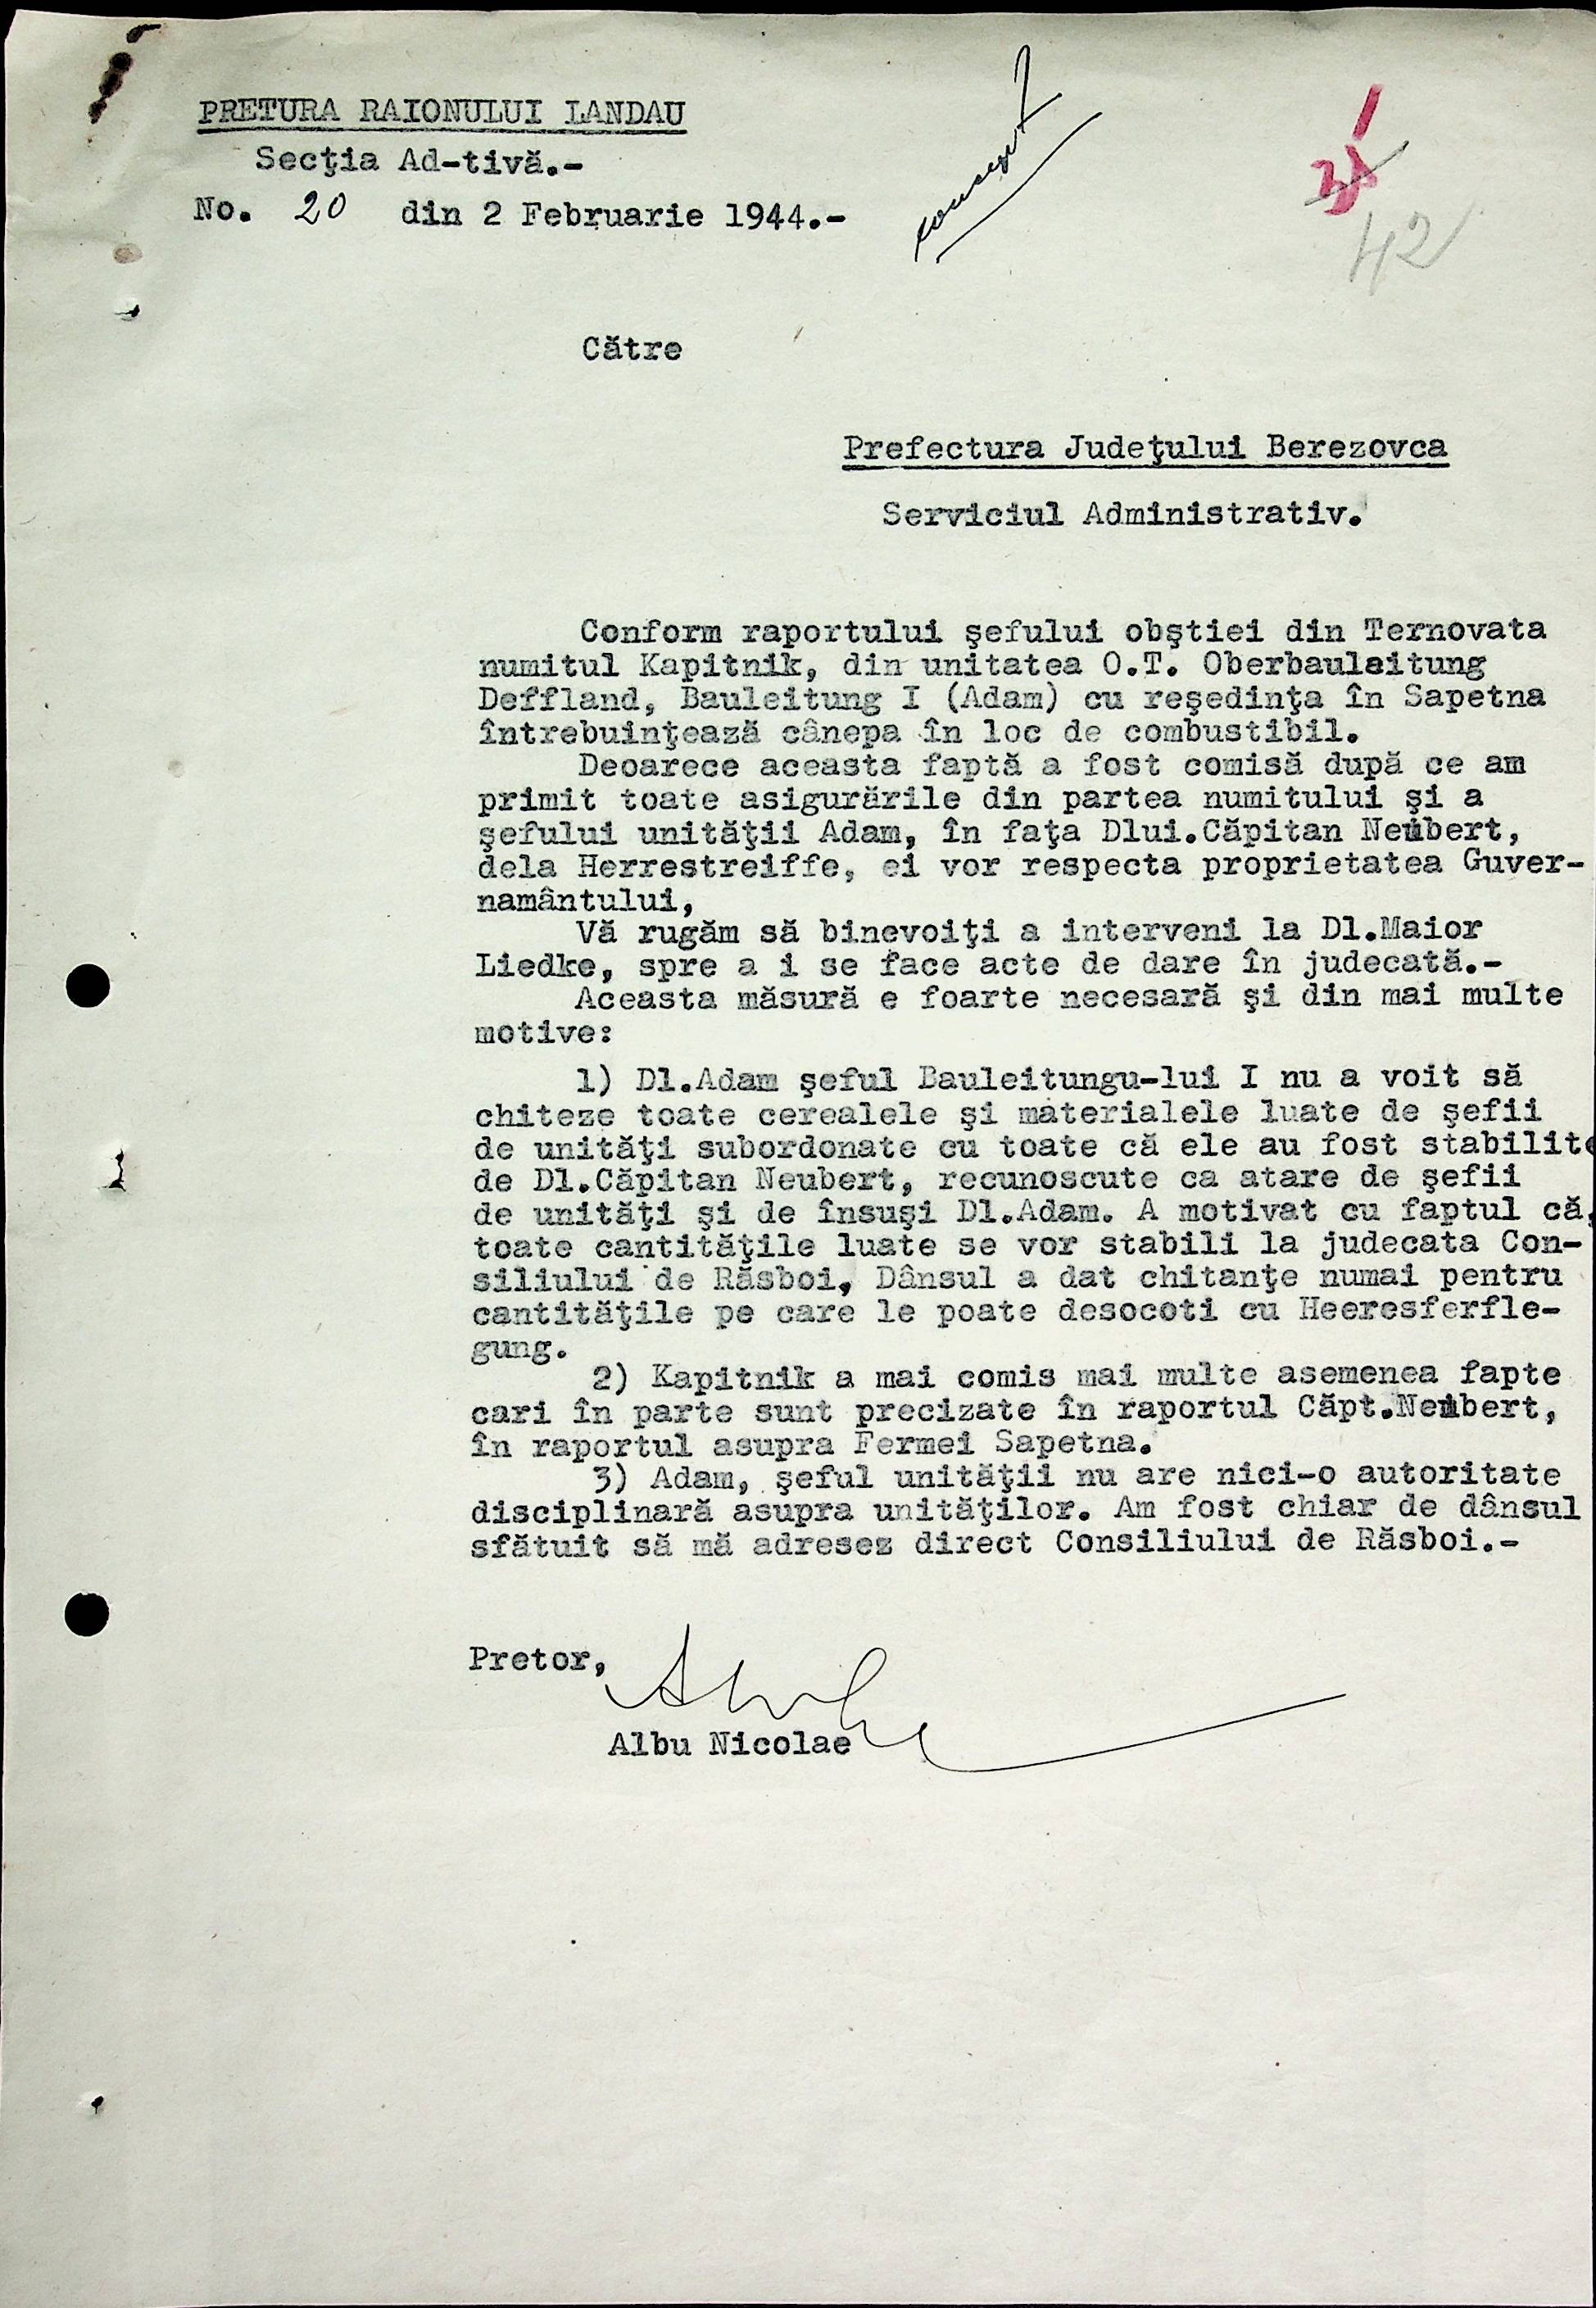 PRETURA RAIONULUI LANDAU
Secţia Ad-tivă.-
No. 20 din 2 Februarie 1944.-
concept
42
Către
Prefectura Judeţului Berezovca
Serviciul Administrativ.
Conform raportului şefului obştiei din Ternovata
numitul Kapitnik, din unitatea O.T. Oberbauleitung
Deffland, Bauleitung I (Adam) cu reşedinţa în Sapetna
întrebuinţează cânepa în loc de combustibil.
Deoarece aceasta faptă a fost comisă după ce am
primit toate asigurările din partea numitului şi a
şefului unităţii Adam, în faţa Dlui.Căpitan Neubert,
dela Herrestreiffe, ei vor respecta proprietatea Guver-
namântului,
Vă rugăm să binevoiţi a interveni la Dl.Maior
Liedke, spre a i se face acte de dare în judecată.-
Aceasta măsură e foarte necesară şi din mai multe
motive:
1) Dl.Adam şeful Bauleitungu-lui I nu a voit să
chiteze toate cerealele şi materialele luate de şefii
de unităţi subordonate cu toate că ele au fost stabilite
de Dl.Căpitan Neubert, recunoscute ca atare de şefii
de unităţi şi de însuşi Dl.Adam. A motivat cu faptul că,
toate cantităţile luate se vor stabili la judecata Con-
siliului de Răsboi, Dânsul a dat chitanţe numai pentru
cantităţile pe care le poate desocoti cu Heeresferfle-
gung.
2) Kapitnik a mai comis mai multe asemenea fapte
cari în parte sunt precizate în raportul Căpt.Neubert,
în raportul asupra Fermei Sapetna.
3) Adam, şeful unităţii nu are nici-o autoritate
disciplinară asupra unităţilor. Am fost chiar de dânsul
sfătuit să mă adresez direct Consiliului de Răsboi.-
Pretor,
Albu Nicolae